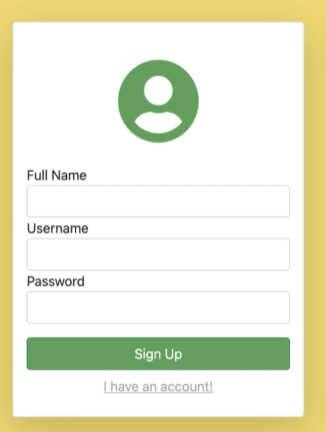 Full Name
Username
Password
Sign Up
I have an account!